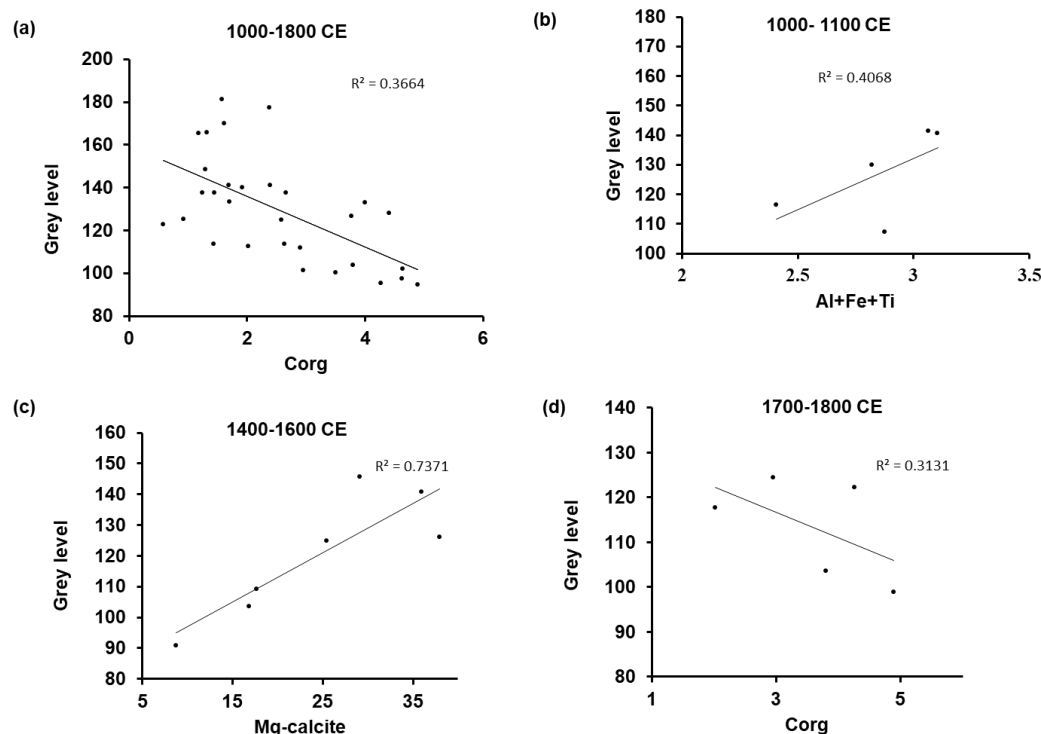 (a)
1000-1800 CE
R² = 0.3664
200
180
160
140
120
100
80
0
2
4
6
Grey level
Corg
(b)
1000- 1100 CE
R² = 0.4068
180
170
160
150
140
130
120
110
100
2
2.5
3
3.5
Grey level
Al+Fe+Ti
(c)
1400-1600 CE
R² = 0.7371
160
150
140
130
120
110
100
90
80
5
15
25
35
Grey level
Mg-calcite
(d)
1700-1800 CE
R² = 0.3131
140
130
120
110
100
90
80
1
3
5
Grey level
Corg